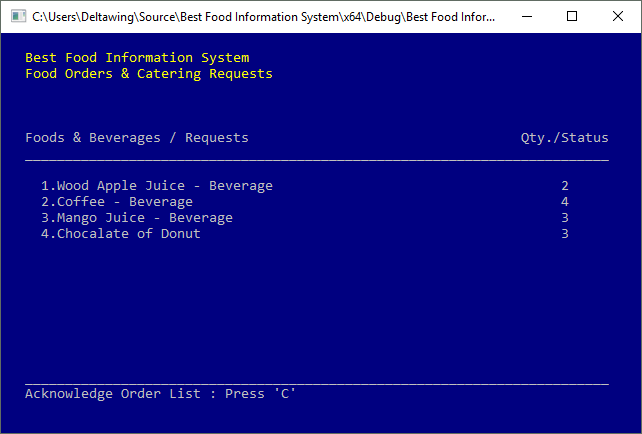 C:\Users\Deltawing\Source\Best Food Information System\x64\Debug\Best Food Infor...
Best Food Information System
Food Orders & Catering Requests
Foods & Beverages / Requests Qty./Status
1.Wood Apple Juice - Beverage 2
2.Coffee - Beverage 4
3.Mango Juice - Beverage 3
4.Chocalate of Donut 3
Acknowledge Order List : Press 'C'